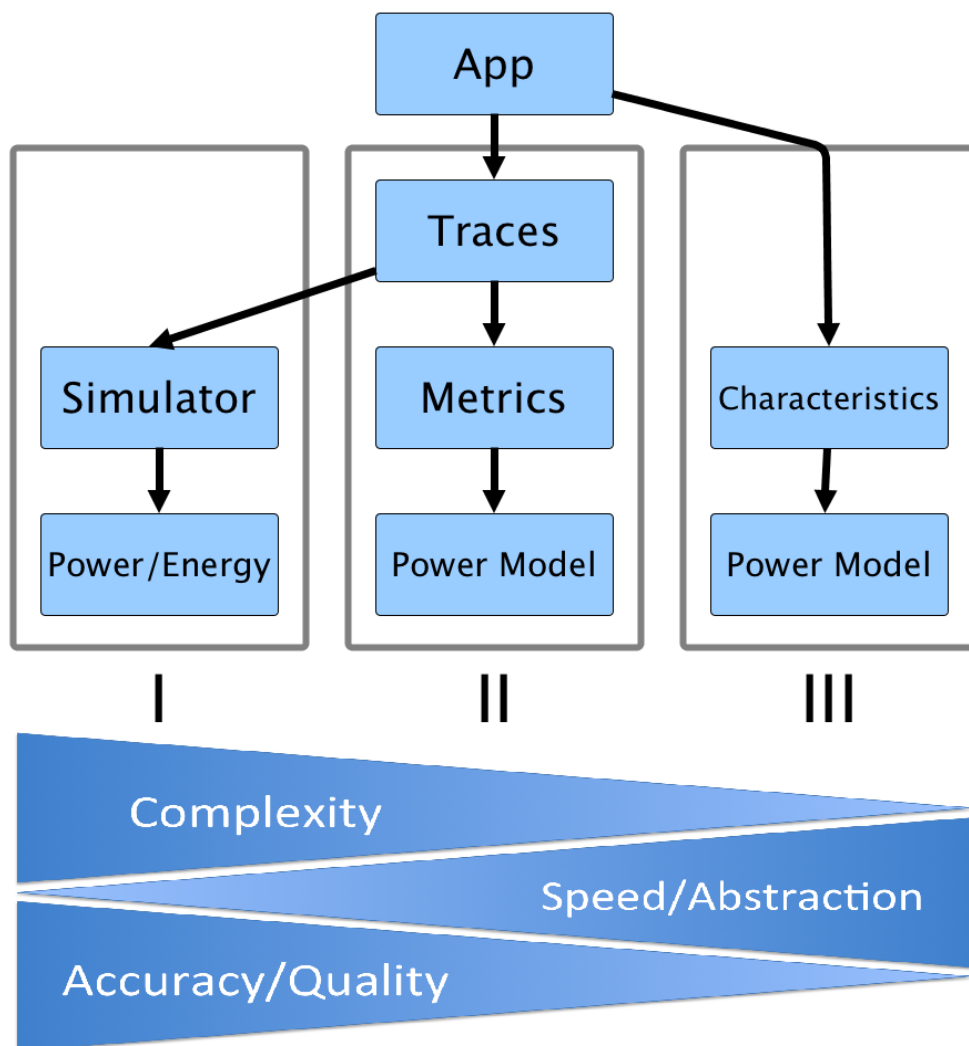 App
Traces
Simulator
Metrics
Characteristics
Power/Energy
Power Model
Power Model
I
II
III
Complexity
Speed/Abstraction
Accuracy/Quality